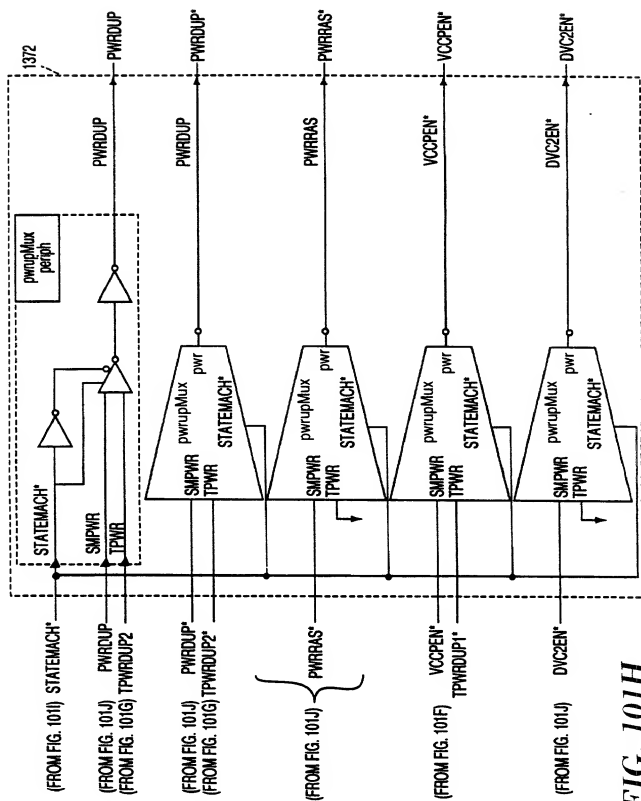 1372
(FROM FIG. 101I) STATEMACH*
STATEMACH*
pwrupMux
periph
PWRDUP
PWRDUP
(FROM FIG. 101J) PWRDUP
SMPWR
(FROM FIG. 101G) TPWRDUP2
TPWR
(FROM FIG. 101J) PWRDUP*
(FROM FIG. 101G) TPWRDUP2*
SMPWR
TPWR
pwrupMux
pwr
STATEMACH*
PWRDUP
PWRDUP*
(FROM FIG. 101J)
PWRRAS*
SMPWR
TPWR
pwrupMux
pwr
STATEMACH*
PWRRAS*
PWRRAS*
(FROM FIG. 101F)
VCCPEN*
TPWRDUP1*
SMPWR
TPWR
pwrupMux
pwr
STATEMACH*
VCCPEN*
VCCPEN*
(FROM FIG. 101J)
DVC2EN*
SMPWR
TPWR
pwrupMux
pwr
STATEMACH*
DVC2EN*
DVC2EN*
FIG. 101H